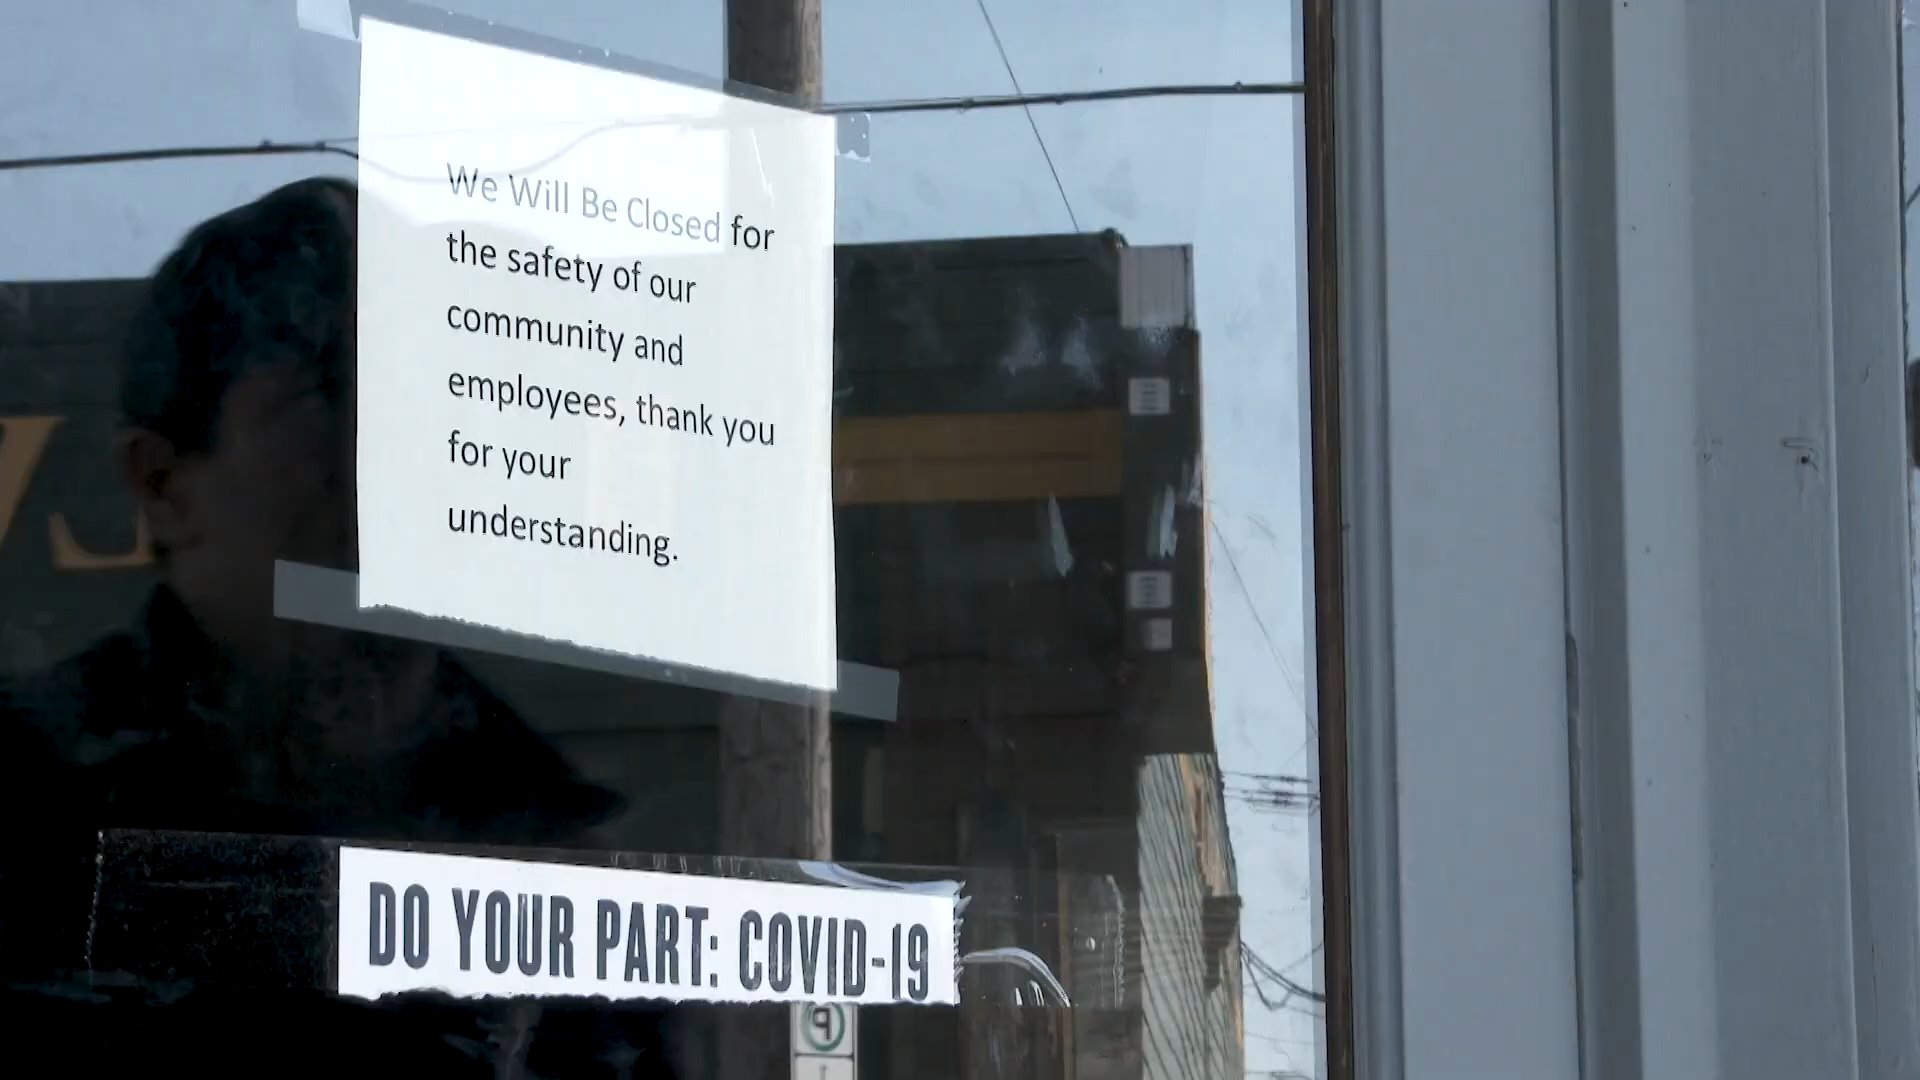 We Will Be Closed for
the safety of our
community and
employees, thank you
for your
understanding.
DO YOUR PART: COVID-19
P